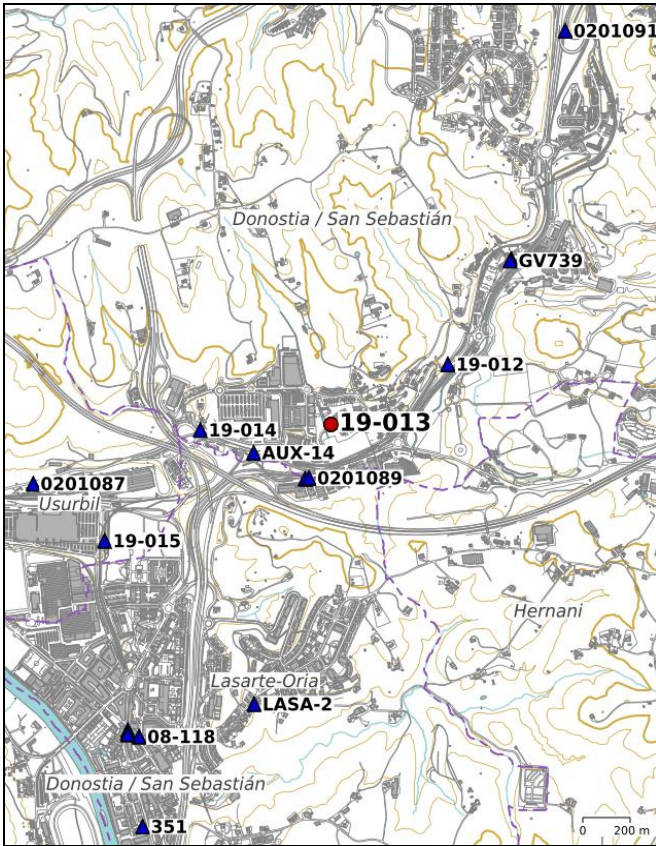 0201091
Donostia / San Sebastián
GV739
19-012
19-013
19-014
AUX-14
0201087
0201089
Usurbil
19-015
Hernani
Lasarte-Oria
LASA-2
08-118
Donostia / San Sebastián
351
0 200 m